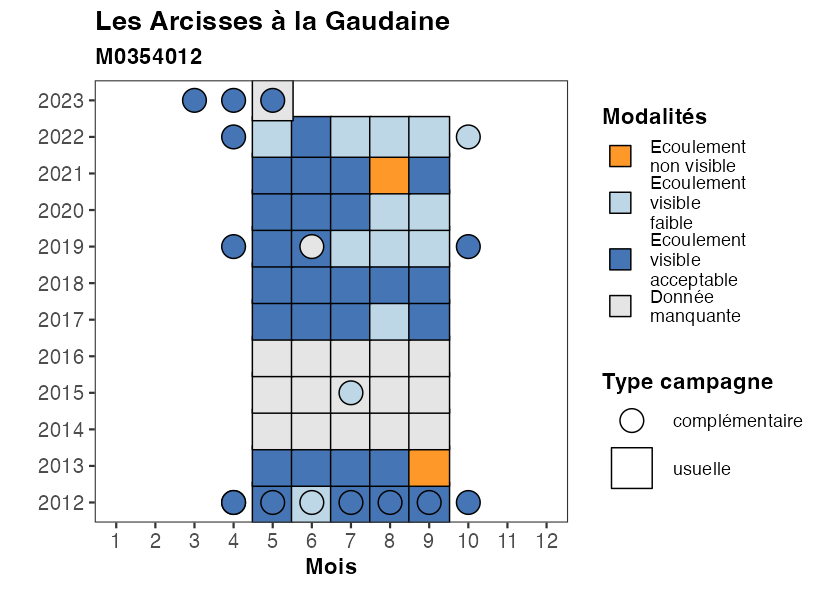 Les Arcisses à la Gaudaine
M0354012
2023
2022
2021
2020
2019
2018
2017
2016
2015
2014
2013
2012
1 2 3 4 5 6 7 8 9 10 11 12
Mois
Modalités
Ecoulement
non visible
Ecoulement
visible
faible
Ecoulement
visible
acceptable
Donnée
manquante
Type campagne
complémentaire
usuelle